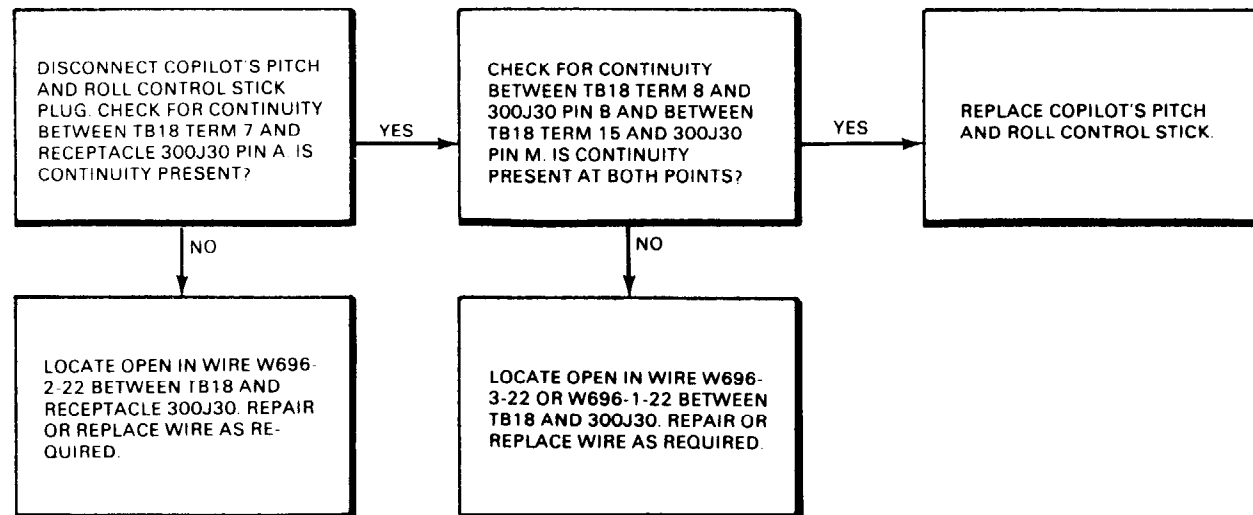 DISCONNECT COPILOT'S PITCH
AND ROLL CONTROL STICK
PLUG. CHECK FOR CONTINUITY
BETWEEN TB18 TERM 7 AND
RECEPTACLE 300J30 PIN A. IS
CONTINUITY PRESENT?
YES
CHECK FOR CONTINUITY
BETWEEN TB18 TERM 8 AND
300J30 PIN B AND BETWEEN
TB18 TERM 15 AND 300J30
PIN M. IS CONTINUITY
PRESENT AT BOTH POINTS?
YES
REPLACE COPILOT'S PITCH
AND ROLL CONTROL STICK.
NO
NO
LOCATE OPEN IN WIRE W696-
2-22 BETWEEN TB18 AND
RECEPTACLE 300J30. REPAIR
OR REPLACE WIRE AS RE-
QUIRED.
LOCATE OPEN IN WIRE W696-
3-22 OR W696-1-22 BETWEEN
TB18 AND 300J30. REPAIR OR
REPLACE WIRE AS REQUIRED.